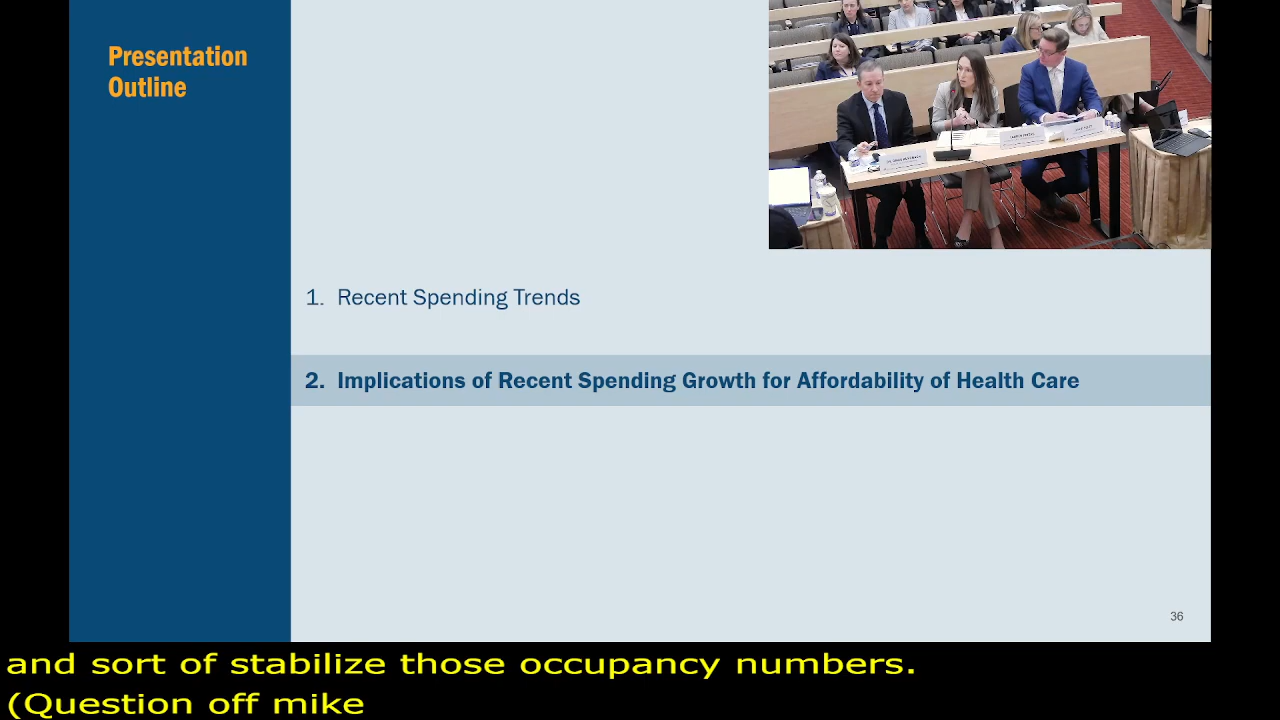 Presentation
Outline
1. Recent Spending Trends
2. Implications of Recent Spending Growth for Affordability of Health Care
36
and sort of stabilize those occupancy numbers.
(Question off mike